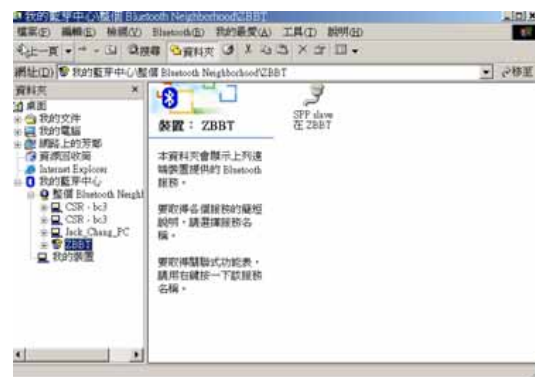 我的藍芽中心\整個 Bluetooth Neighborhood\ZBBT
檔案(F) 編輯(E) 檢視(V) Bluetooth(B) 我的最愛(A) 工具(T) 說明(H)
上一頁 搜尋 資料夾
網址(D) 我的藍芽中心\整個 Bluetooth Neighborhood\ZBBT 移至
資料夾
桌面
我的文件
我的電腦
網路上的芳鄰
資源回收筒
Internet Explorer
我的藍芽中心
整個 Bluetooth Neighb
CSR - bc3
CSR - bc3
Jack_Chang_PC
ZBBT
我的裝置
裝置： ZBBT
本資料夾會顯示上列遠
端裝置提供的 Bluetooth
服務。
要取得各個服務的簡短
說明，請選擇服務名
稱。
要取得關聯式功能表，
請用右鍵按一下該服務
名稱。
SPP slave
在 ZBBT